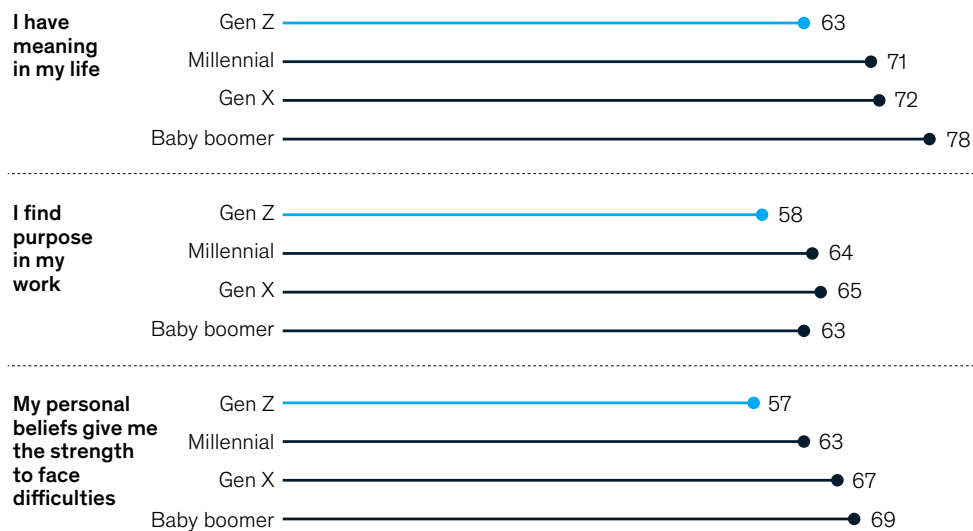 I have
meaning
in my life
Gen Z 63
Millennial 71
Gen X 72
Baby boomer 78
I find
purpose
in my
work
Gen Z 58
Millennial 64
Gen X 65
Baby boomer 63
My personal
beliefs give me
the strength
to face
difficulties
Gen Z 57
Millennial 63
Gen X 67
Baby boomer 69